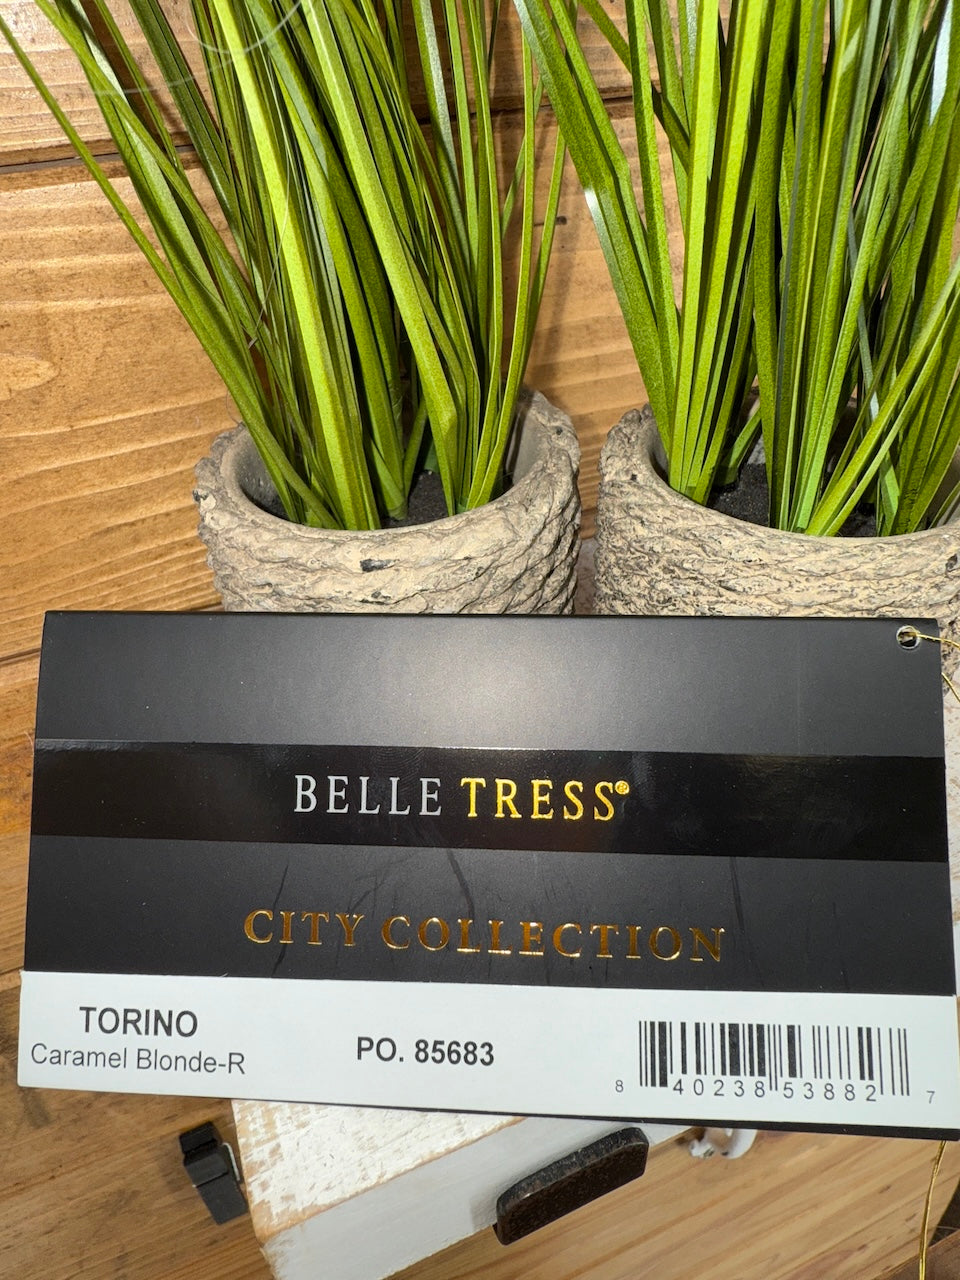 BELLE TRESS®
CITY COLLECTION
TORINO
Caramel Blonde-R
PO. 85683
8 40238 53882 7